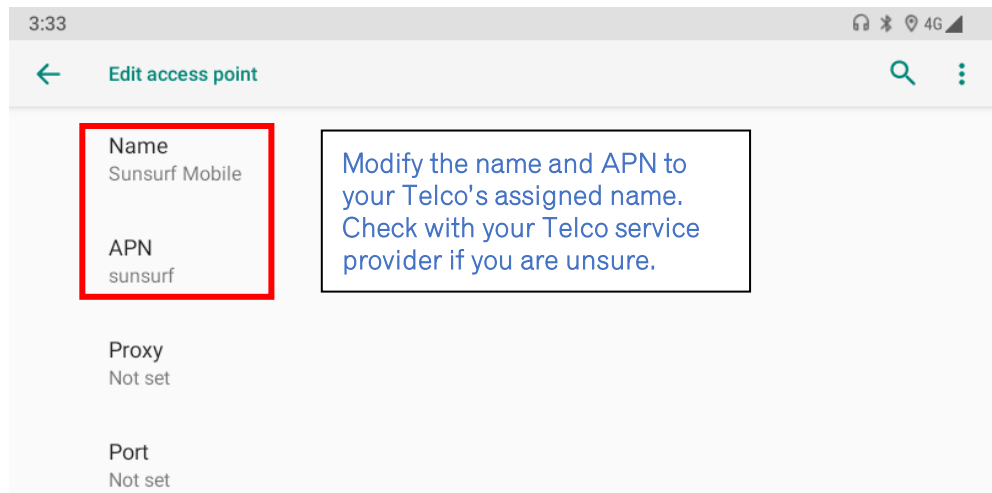 3:33
4G
Edit access point
Name
Sunsurf Mobile
APN
sunsurf
Modify the name and APN to
your Telco's assigned name.
Check with your Telco service
provider if you are unsure.
Proxy
Not set
Port
Not set